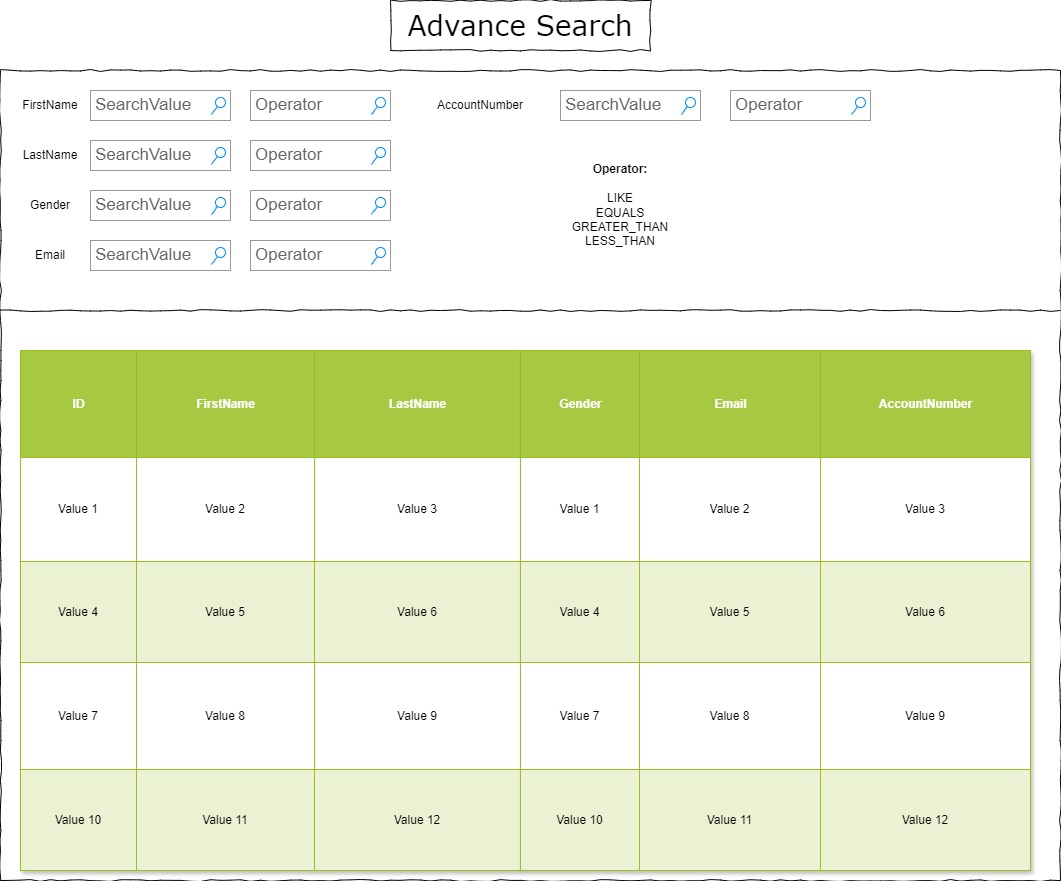 Advance Search
FirstName SearchValue Operator AccountNumber SearchValue Operator
LastName SearchValue Operator
Operator:
Gender SearchValue Operator
LIKE
EQUALS
GREATER_THAN
LESS_THAN
Email SearchValue Operator
ID FirstName LastName Gender Email AccountNumber
Value 1 Value 2 Value 3 Value 1 Value 2 Value 3
Value 4 Value 5 Value 6 Value 4 Value 5 Value 6
Value 7 Value 8 Value 9 Value 7 Value 8 Value 9
Value 10 Value 11 Value 12 Value 10 Value 11 Value 12